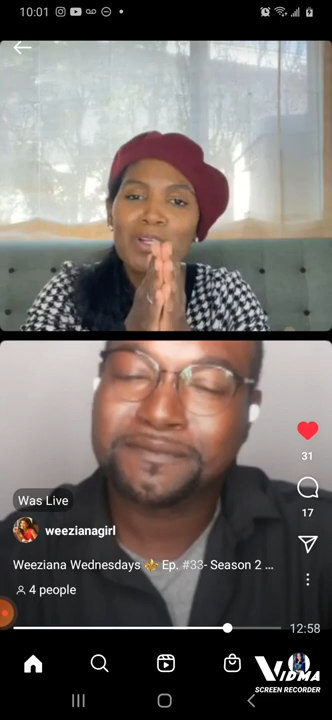 10:01
Was Live
weezianagirl
Weeziana Wednesdays ⚜ Ep. #33- Season 2 ...
4 people
31
17
12:58
VIDMA
SCREEN RECORDER